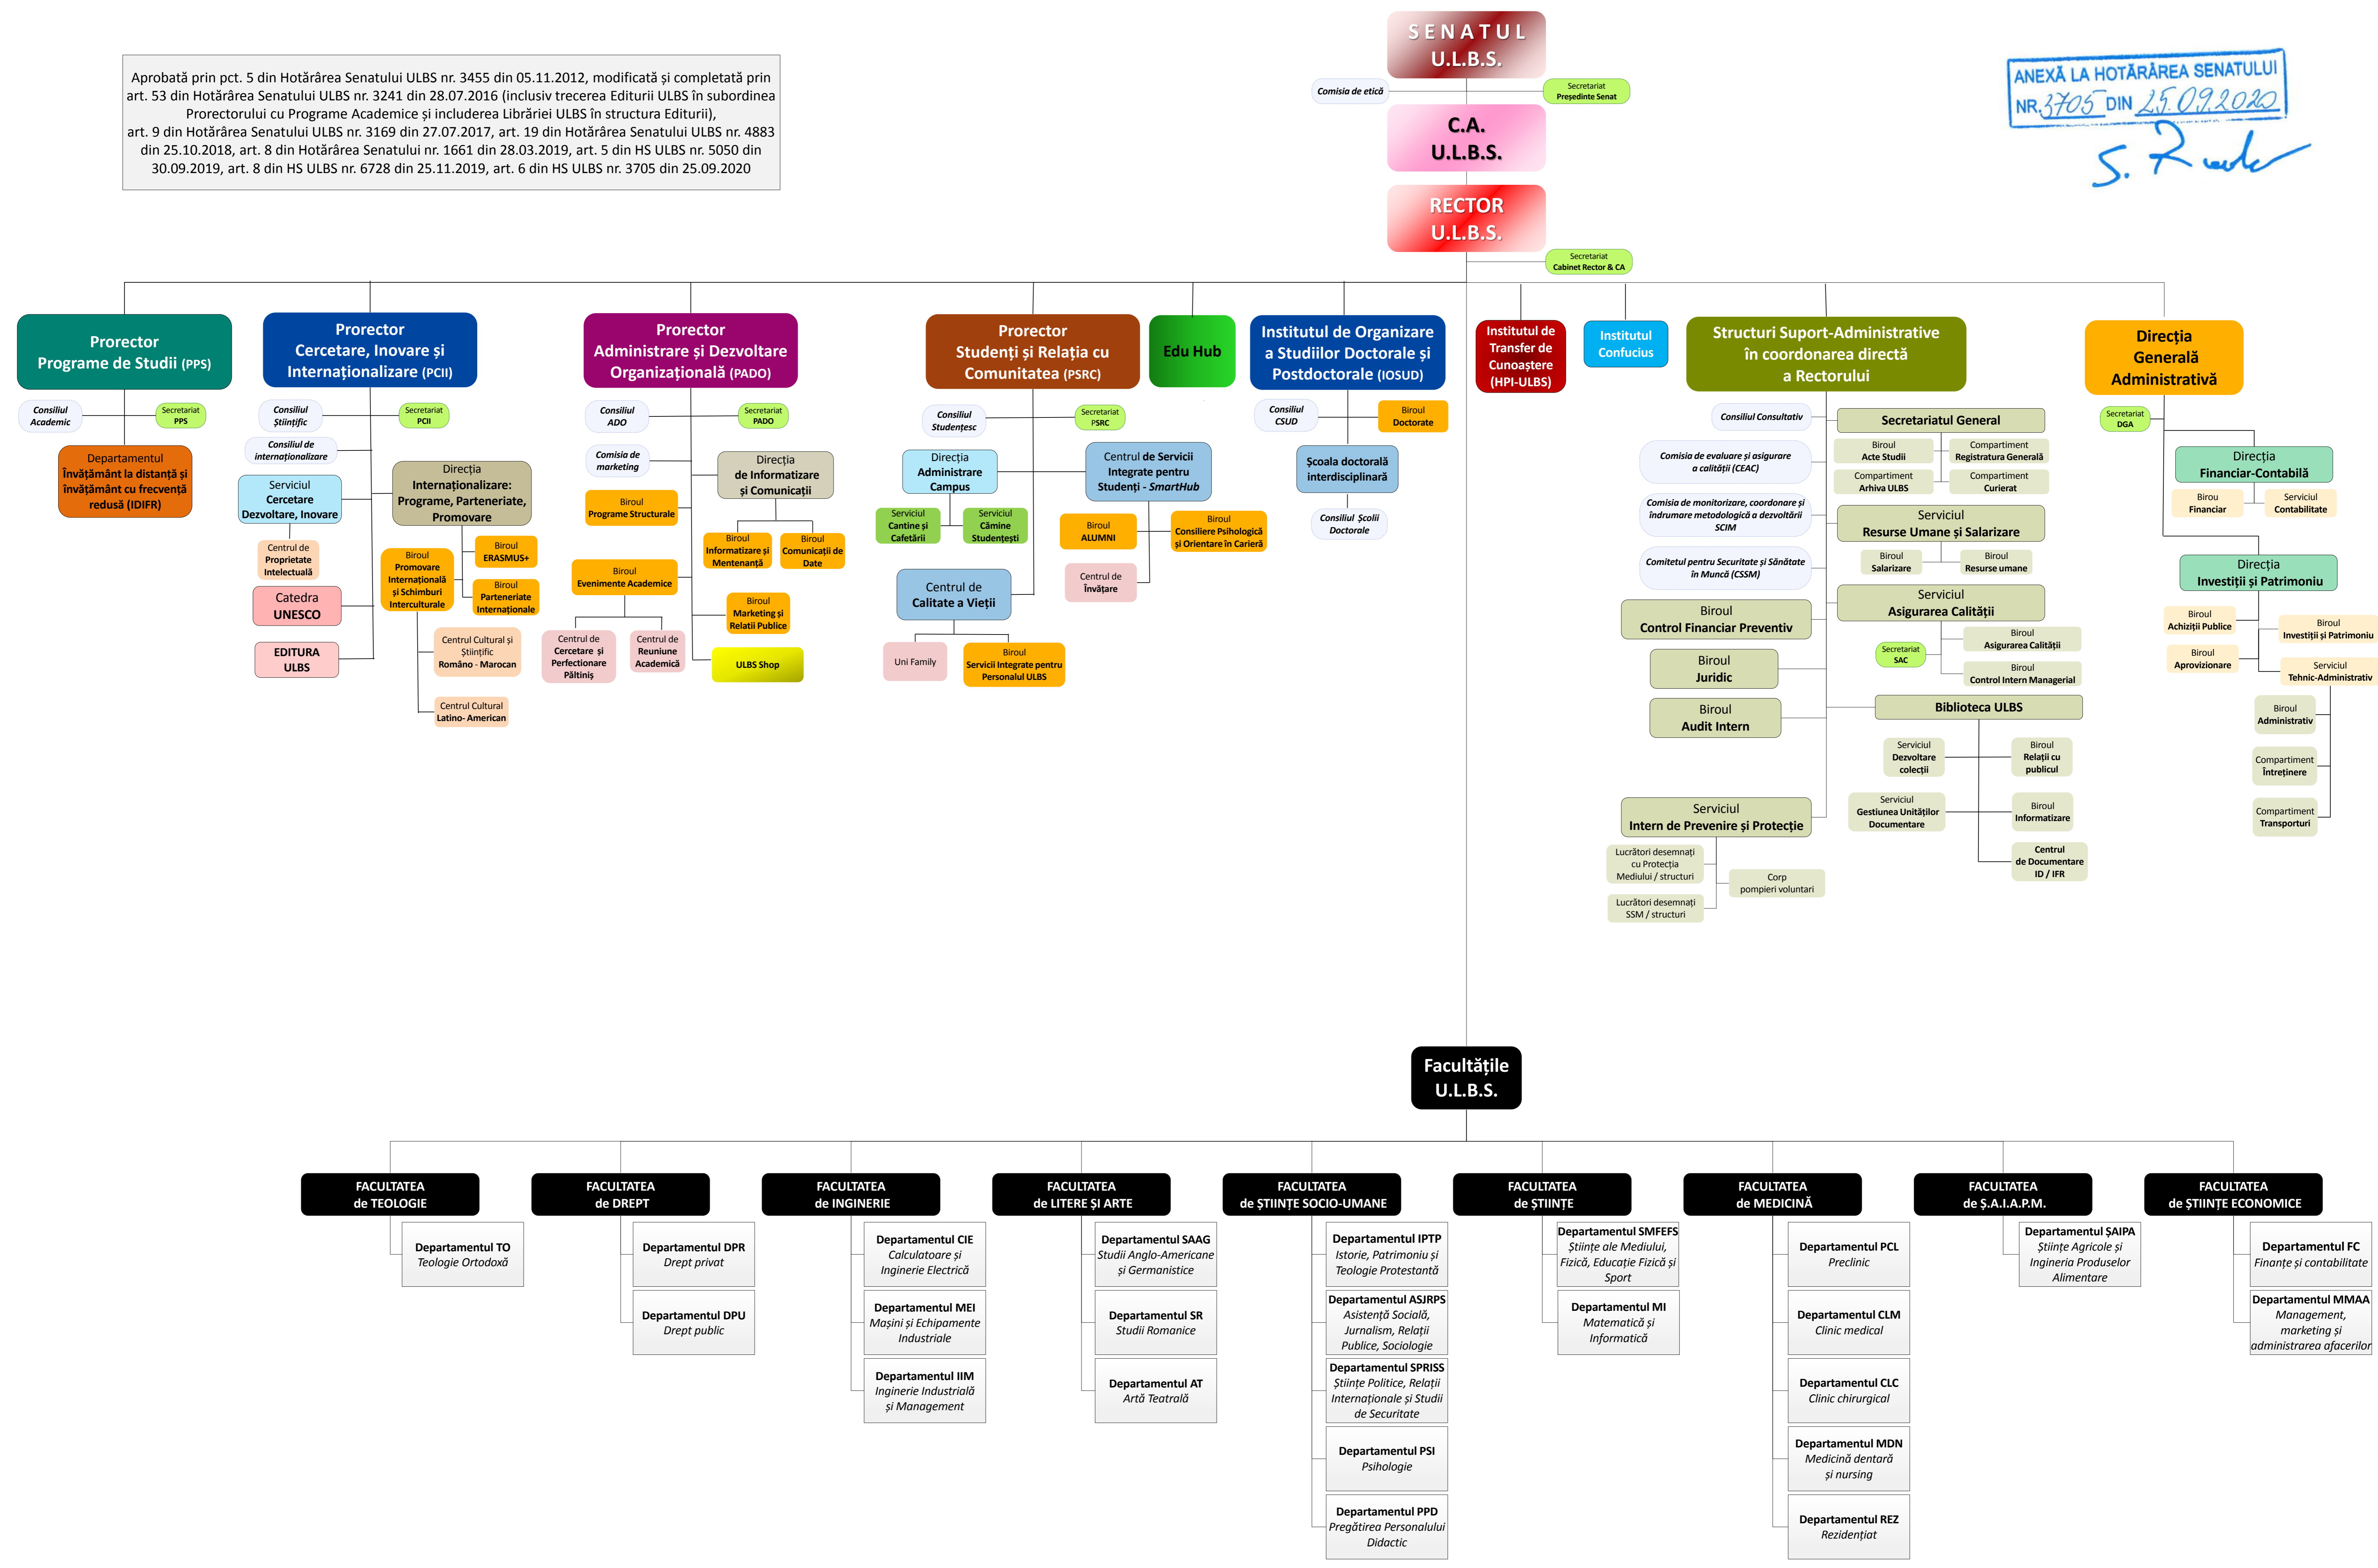 Aprobată prin pct. 5 din Hotărârea Senatului ULBS nr. 3455 din 05.11.2012, modificată și completată prin
art. 53 din Hotărârea Senatului ULBS nr. 3241 din 28.07.2016 (inclusiv trecerea Editurii ULBS în subordinea
Prorectorului cu Programe Academice și includerea Librăriei ULBS în structura Editurii),
art. 9 din Hotărârea Senatului ULBS nr. 3169 din 27.07.2017, art. 19 din Hotărârea Senatului ULBS nr. 4883
din 25.10.2018, art. 8 din Hotărârea Senatului nr. 1661 din 28.03.2019, art. 5 din HS ULBS nr. 5050 din
30.09.2019, art. 8 din HS ULBS nr. 6728 din 25.11.2019, art. 6 din HS ULBS nr. 3705 din 25.09.2020
SENATUL
U.L.B.S.
Comisia de etică
Secretariat
Președinte Senat
C.A.
U.L.B.S.
RECTOR
U.L.B.S.
Secretariat
Cabinet Rector & CA
ANEXĂ LA HOTĂRÂREA SENATULUI
NR. 3705 DIN 25.09.2020
Prorector
Programe de Studii (PPS)
Consiliul
Academic
Secretariat
PPS
Departamentul
Învățământ la distanță și
învățământ cu frecvență
redusă (IDIFR)
Prorector
Cercetare, Inovare și
Internaționalizare (PCII)
Consiliul
Științific
Secretariat
PCII
Consiliul de
internaționalizare
Serviciul
Cercetare
Dezvoltare, Inovare
Direcția
Internaționalizare:
Programe, Parteneriate,
Promovare
Centrul de
Proprietate
Intelectuală
Biroul
Promovare
Internațională
și Schimburi
Interculturale
Biroul
ERASMUS+
Biroul
Parteneriate
Internaționale
Catedra
UNESCO
EDITURA
ULBS
Centrul Cultural și
Științific
Româno - Marocan
Centrul Cultural
Latino- American
Prorector
Administrare și Dezvoltare
Organizațională (PADO)
Consiliul
ADO
Secretariat
PADO
Comisia de
marketing
Direcția
de Informatizare
și Comunicații
Biroul
Programe Structurale
Biroul
Informatizare și
Mentenanță
Biroul
Comunicații de
Date
Biroul
Evenimente Academice
Biroul
Marketing și
Relatii Publice
Centrul de
Cercetare și
Perfectionare
Păltiniș
Centrul de
Reuniune
Academică
ULBS Shop
Prorector
Studenți și Relația cu
Comunitatea (PSRC)
Consiliul
Studențesc
Secretariat
PSRC
Direcția
Administrare
Campus
Centrul de Servicii
Integrate pentru
Studenți - SmartHub
Serviciul
Cantine și
Cafetării
Serviciul
Cămine
Studențești
Biroul
ALUMNI
Biroul
Consiliere Psihologică
și Orientare în Carieră
Centrul de
Învățare
Centrul de
Calitate a Vieții
Uni Family
Biroul
Servicii Integrate pentru
Personalul ULBS
Edu Hub
Institutul de Organizare
a Studiilor Doctorale și
Postdoctorale (IOSUD)
Consiliul
CSUD
Biroul
Doctorate
Școala doctorală
interdisciplinară
Consiliul Școlii
Doctorale
Institutul de
Transfer de
Cunoaștere
(HPI-ULBS)
Institutul
Confucius
Structuri Suport-Administrative
în coordonarea directă
a Rectorului
Consiliul Consultativ
Comisia de evaluare și asigurare
a calității (CEAC)
Comisia de monitorizare, coordonare și
îndrumare metodologică a dezvoltării
SCIM
Comitetul pentru Securitate și Sănătate
în Muncă (CSSM)
Biroul
Control Financiar Preventiv
Biroul
Juridic
Biroul
Audit Intern
Serviciul
Intern de Prevenire și Protecție
Lucrători desemnați
cu Protecția
Mediului / structuri
Corp
pompieri voluntari
Lucrători desemnați
SSM / structuri
Secretariatul General
Biroul
Acte Studii
Compartiment
Registratura Generală
Compartiment
Arhiva ULBS
Compartiment
Curierat
Serviciul
Resurse Umane și Salarizare
Biroul
Salarizare
Biroul
Resurse umane
Serviciul
Asigurarea Calității
Biroul
Asigurarea Calității
Secretariat
SAC
Biroul
Control Intern Managerial
Biblioteca ULBS
Serviciul
Dezvoltare
colecții
Biroul
Relații cu
publicul
Serviciul
Gestiunea Unităților
Documentare
Biroul
Informatizare
Centrul
de Documentare
ID / IFR
Direcția
Generală
Administrativă
Secretariat
DGA
Direcția
Financiar-Contabilă
Birou
Financiar
Serviciul
Contabilitate
Direcția
Investiții și Patrimoniu
Biroul
Achiziții Publice
Biroul
Investiții și Patrimoniu
Biroul
Aprovizionare
Serviciul
Tehnic-Administrativ
Biroul
Administrativ
Compartiment
Întreținere
Compartiment
Transporturi
Facultățile
U.L.B.S.
FACULTATEA
de TEOLOGIE
Departamentul TO
Teologie Ortodoxă
FACULTATEA
de DREPT
Departamentul DPR
Drept privat
Departamentul DPU
Drept public
FACULTATEA
de INGINERIE
Departamentul CIE
Calculatoare și
Inginerie Electrică
Departamentul MEI
Mașini și Echipamente
Industriale
Departamentul IIM
Inginerie Industrială
și Management
FACULTATEA
de LITERE ȘI ARTE
Departamentul SAAG
Studii Anglo-Americane
și Germanistice
Departamentul SR
Studii Romanice
Departamentul AT
Artă Teatrală
FACULTATEA
de ȘTIINȚE SOCIO-UMANE
Departamentul IPTP
Istorie, Patrimoniu și
Teologie Protestantă
Departamentul ASJRPS
Asistență Socială,
Jurnalism, Relații
Publice, Sociologie
Departamentul SPRISS
Științe Politice, Relații
Internaționale și Studii
de Securitate
Departamentul PSI
Psihologie
Departamentul PPD
Pregătirea Personalului
Didactic
FACULTATEA
de ȘTIINȚE
Departamentul SMFEFS
Științe ale Mediului,
Fizică, Educație Fizică și
Sport
Departamentul MI
Matematică și
Informatică
FACULTATEA
de MEDICINĂ
Departamentul PCL
Preclinic
Departamentul CLM
Clinic medical
Departamentul CLC
Clinic chirurgical
Departamentul MDN
Medicină dentară
și nursing
Departamentul REZ
Rezidențiat
FACULTATEA
de Ș.A.I.A.P.M.
Departamentul ȘAIPA
Științe Agricole și
Ingineria Produselor
Alimentare
FACULTATEA
de ȘTIINȚE ECONOMICE
Departamentul FC
Finanțe și contabilitate
Departamentul MMAA
Management,
marketing și
administrarea afacerilor